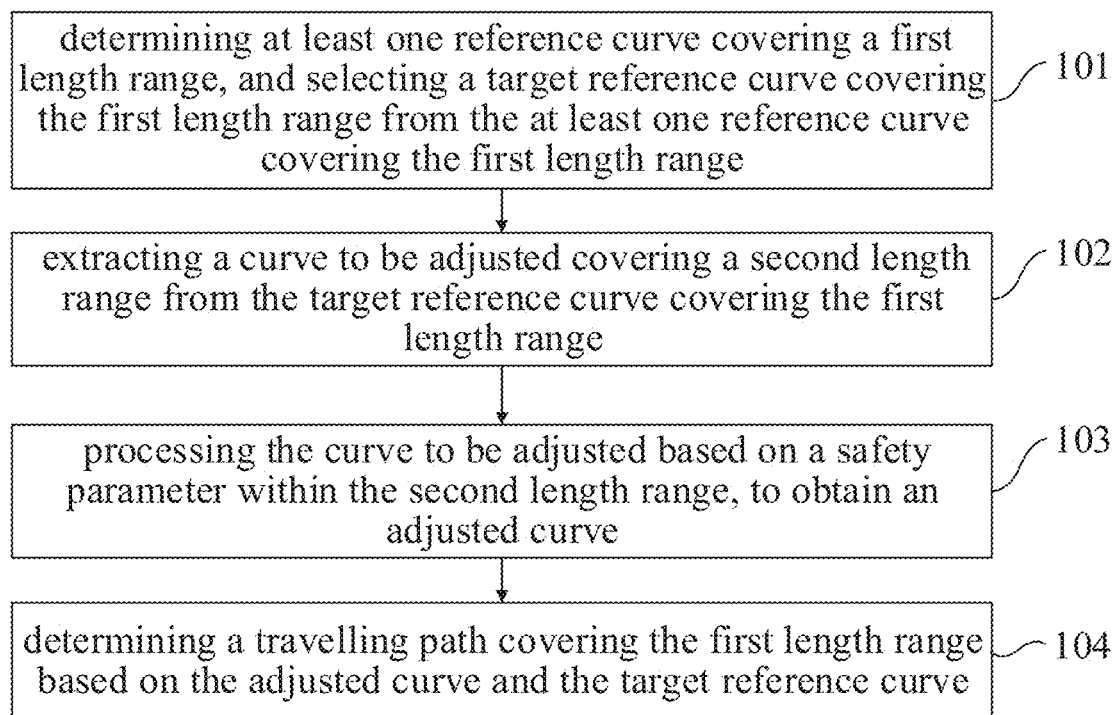 determining at least one reference curve covering a first
length range, and selecting a target reference curve covering
the first length range from the at least one reference curve
covering the first length range
101
extracting a curve to be adjusted covering a second length
range from the target reference curve covering the first
length range
102
processing the curve to be adjusted based on a safety
parameter within the second length range, to obtain an
adjusted curve
103
determining a travelling path covering the first length range
based on the adjusted curve and the target reference curve
104